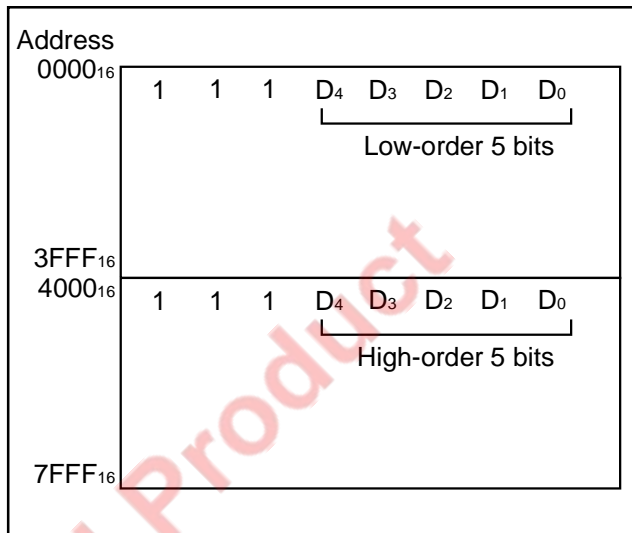 Address
0000₁₆
1 1 1 D₄ D₃ D₂ D₁ D₀
Low-order 5 bits
3FFF₁₆
4000₁₆
1 1 1 D₄ D₃ D₂ D₁ D₀
High-order 5 bits
7FFF₁₆
Product